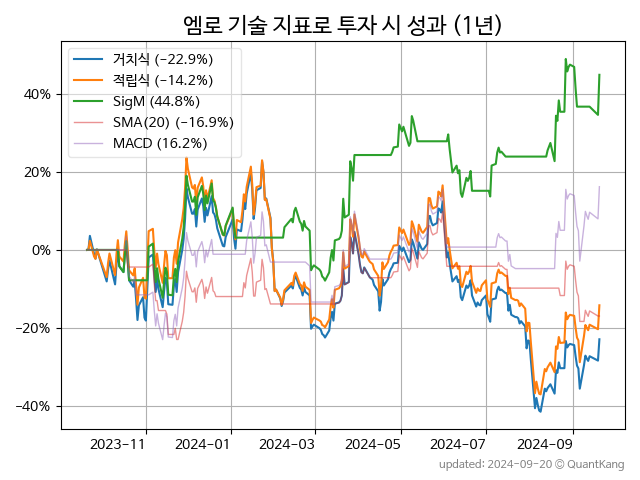 엠로 기술 지표로 투자 시 성과 (1년)
거치식 (−22.9%)
적립식 (−14.2%)
SigM (44.8%)
SMA(20) (−16.9%)
MACD (16.2%)
40%
20%
0%
−20%
−40%
2023-11 2024-01 2024-03 2024-05 2024-07 2024-09
updated: 2024-09-20 © QuantKang